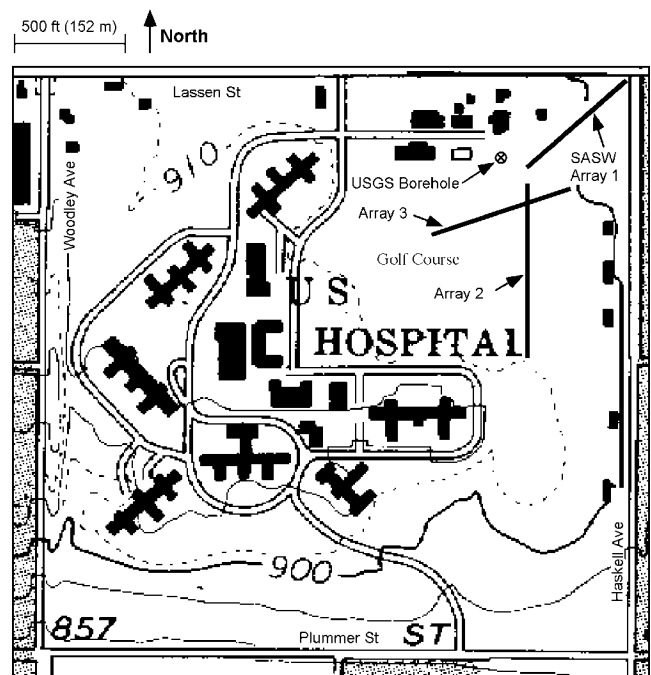 500 ft (152 m)
North
Lassen St
910
Woodley Ave
SASW
Array 1
USGS Borehole
Array 3
Golf Course
Array 2
U S
HOSPITAL
Haskell Ave
900
857
Plummer St
ST